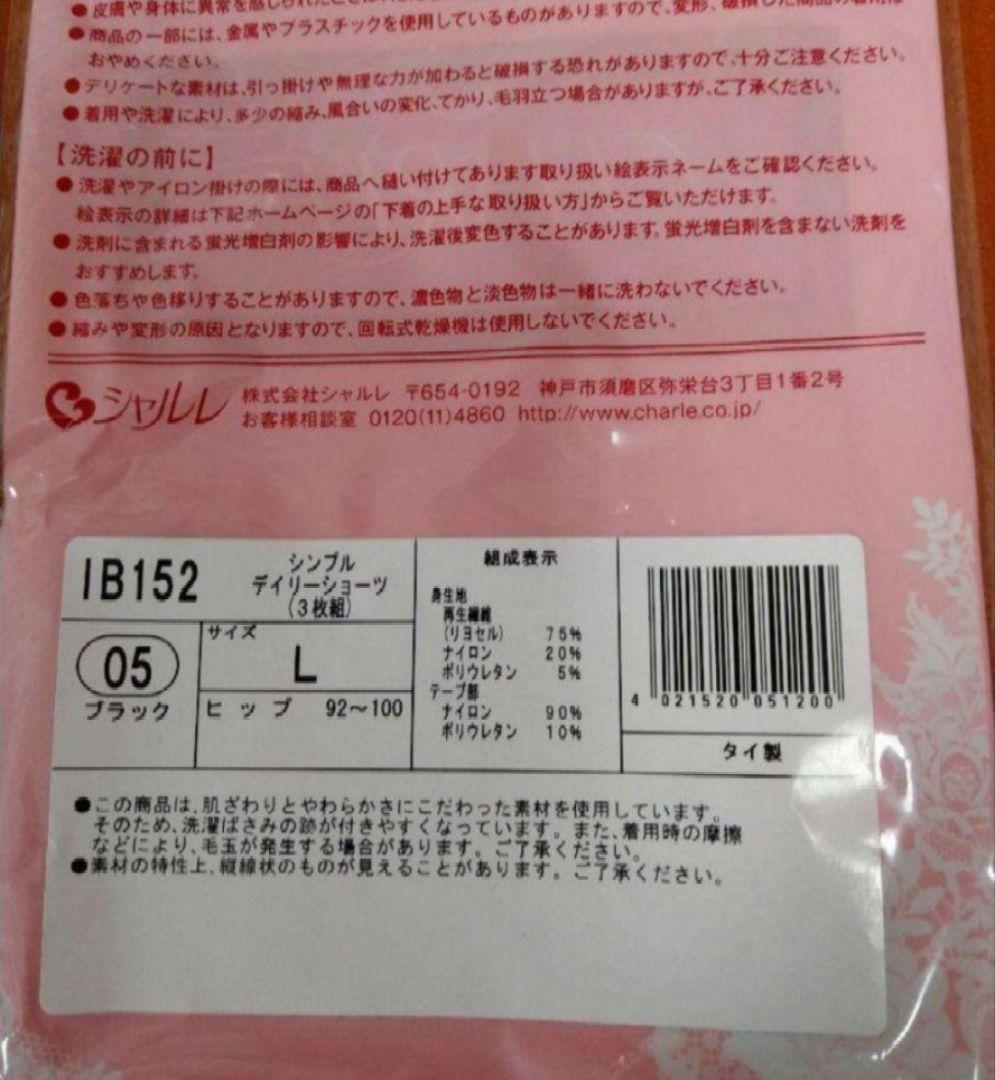 ●皮膚や身体に異常を感じられたときは
●商品の一部には、金属やプラスチックを使用しているものがありますので、変形、破損した商品の着用は
おやめください。
●デリケートな素材は、引っ掛けや無理な力が加わると破損する恐れがありますので、十分ご注意ください。
●着用や洗濯により、多少の縮み、風合いの変化、てかり、毛羽立つ場合がありますが、ご了承ください。
【洗濯の前に】
●洗濯やアイロン掛けの際には、商品へ縫い付けてあります取り扱い絵表示ネームをご確認ください。
絵表示の詳細は下記ホームページの「下着の上手な取り扱い方」からご覧いただけます。
●洗剤に含まれる蛍光増白剤の影響により、洗濯後変色することがあります。蛍光増白剤を含まない洗剤を
おすすめします。
●色落ちや色移りすることがありますので、濃色物と淡色物は一緒に洗わないでください。
●縮みや変形の原因となりますので、回転式乾燥機は使用しないでください。
シャルレ 株式会社シャルレ 〒654-0192 神戸市須磨区弥栄台3丁目1番2号
お客様相談室 0120(11)4860 http://www.charle.co.jp/
IB152
シンプル
デイリーショーツ
(3枚組)
05
ブラック
サイズ
L
ヒップ 92〜100
組成表示
身生地
再生繊維
(リヨセル) 75%
ナイロン 20%
ポリウレタン 5%
テープ部
ナイロン 90%
ポリウレタン 10%
4 021520 051200
タイ製
●この商品は、肌ざわりとやわらかさにこだわった素材を使用しています。
そのため、洗濯ばさみの跡が付きやすくなっています。また、着用時の摩擦
などにより、毛玉が発生する場合があります。ご了承ください。
●素材の特性上、縦線状のものが見えることがあります。ご了承ください。